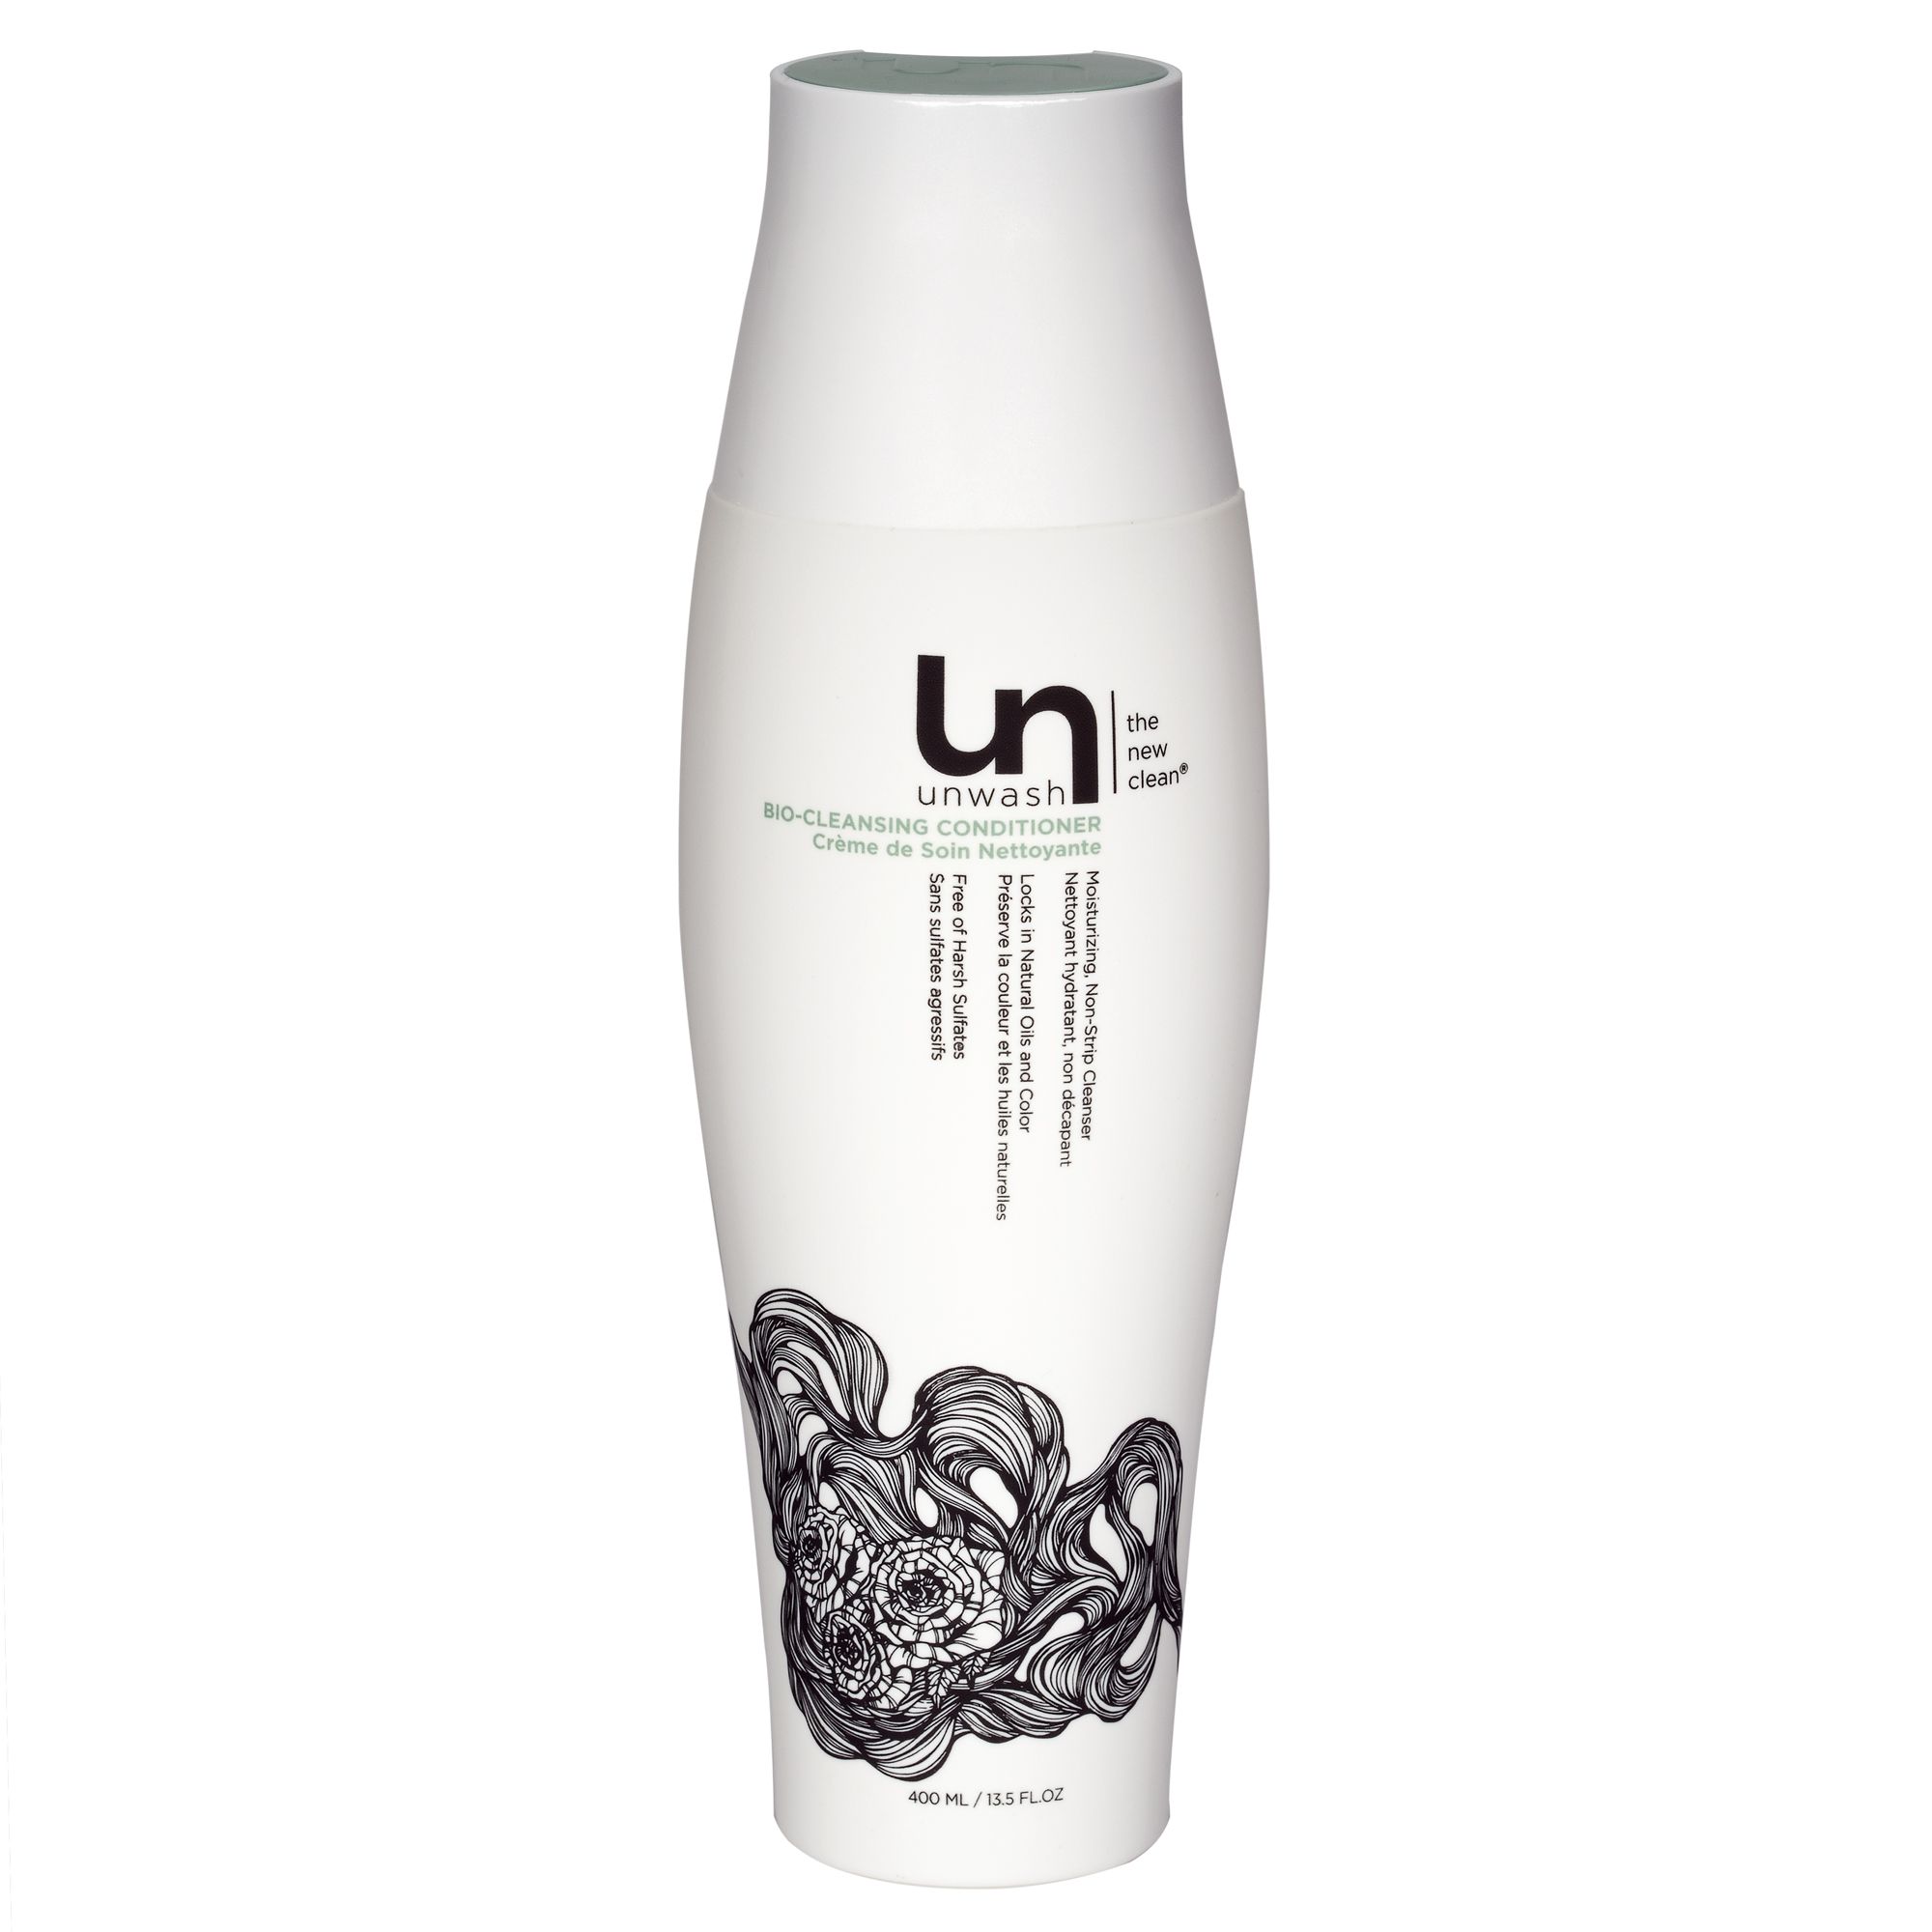 un
unwash
the
new
clean®
BIO-CLEANSING CONDITIONER
Crème de Soin Nettoyante
Moisturizing, Non-Strip Cleanser
Nettoyant hydratant, non décapant
Locks in Natural Oils and Color
Préserve la couleur et les huiles naturelles
Free of Harsh Sulfates
Sans sulfates agressifs
400 ML / 13.5 FL.OZ